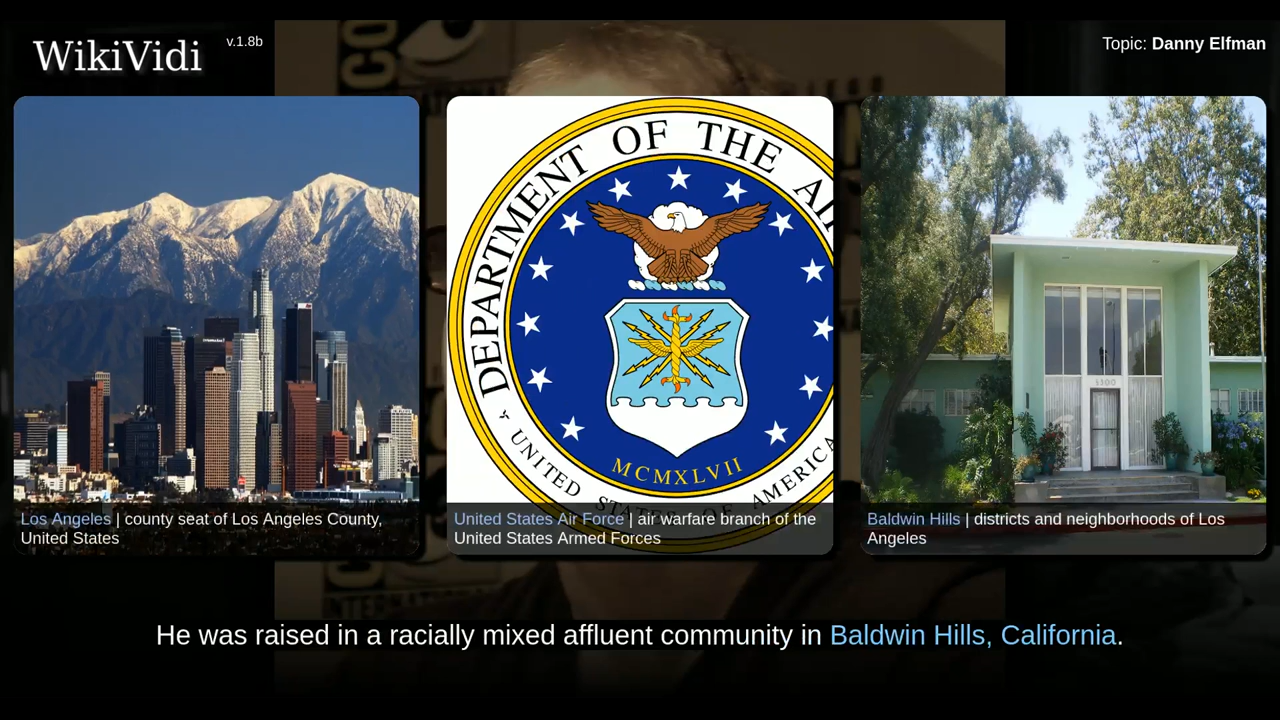 WikiVidi
v.1.8b
Topic: Danny Elfman
DEPARTMENT OF THE AI
MCMXLVII
UNITED STATES OF AMERICA
3300
Los Angeles | county seat of Los Angeles County,
United States
United States Air Force | air warfare branch of the
United States Armed Forces
Baldwin Hills | districts and neighborhoods of Los
Angeles
He was raised in a racially mixed affluent community in Baldwin Hills, California.